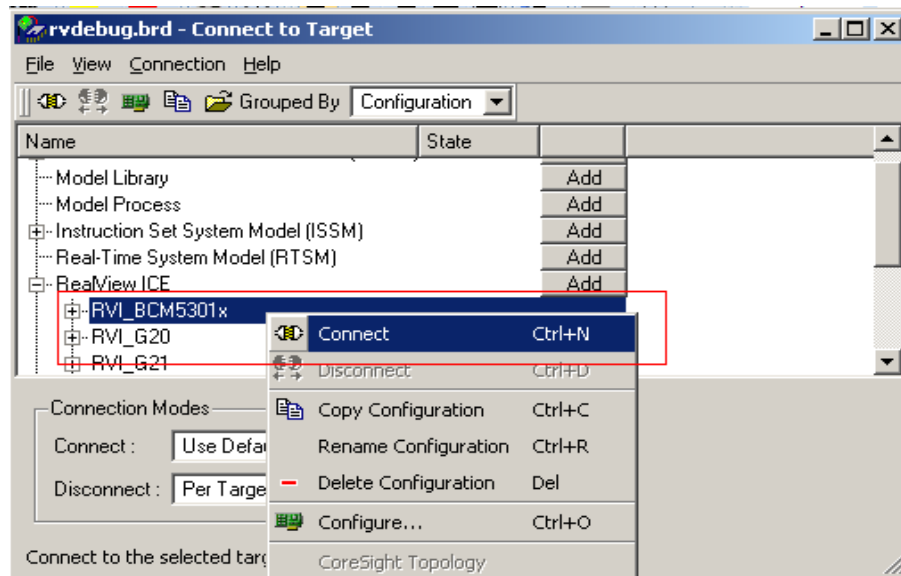 rvdebug.brd - Connect to Target
File View Connection Help
Grouped By Configuration
Name State
Model Library Add
Model Process Add
Instruction Set System Model (ISSM) Add
Real-Time System Model (RTSM) Add
RealView ICE Add
RVI_BCM5301x
RVI_G20 Connect Ctrl+N
RVI_G21 Disconnect Ctrl+D
Connection Modes Copy Configuration Ctrl+C
Connect : Use Defa Rename Configuration Ctrl+R
Disconnect : Per Targe Delete Configuration Del
Configure... Ctrl+O
Connect to the selected targ CoreSight Topology